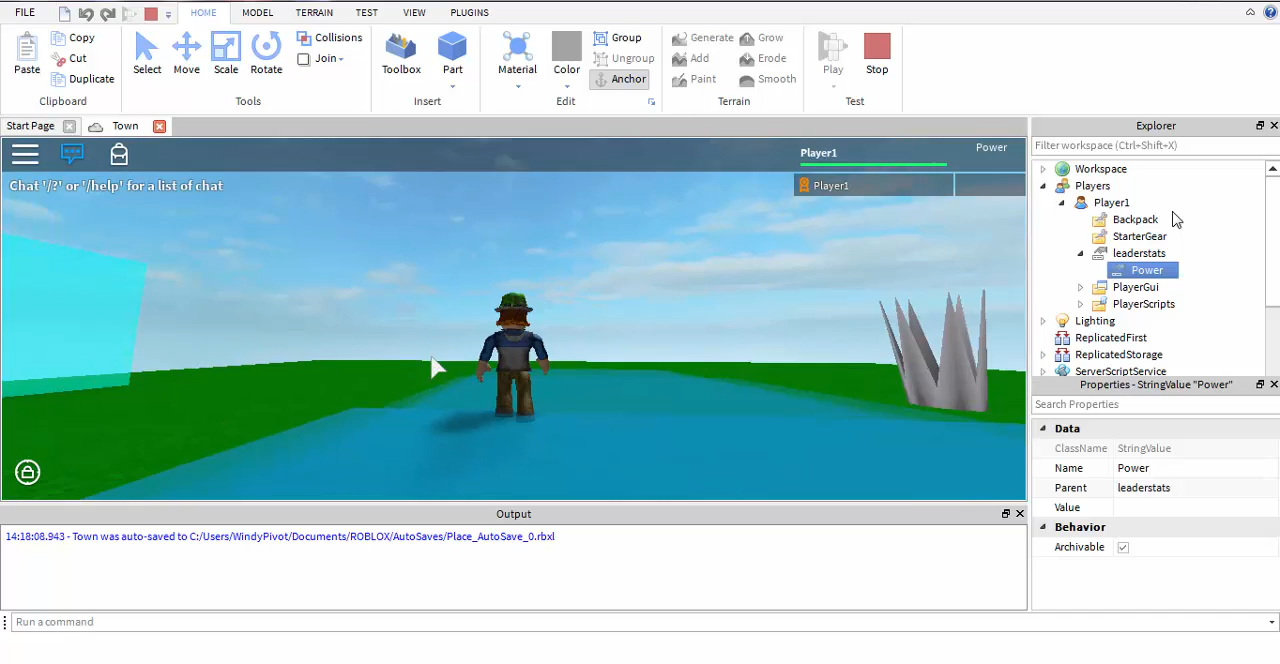 FILE HOME MODEL TERRAIN TEST VIEW PLUGINS
Paste
Copy
Cut
Duplicate
Clipboard
Select Move Scale Rotate
Collisions
Join
Tools
Toolbox Part
Insert
Material Color
Group
Ungroup
Anchor
Edit
Generate Grow
Add Erode
Paint Smooth
Terrain
Play Stop
Test
Start Page Town
Player1 Power
Player1
Chat '/?' or '/help' for a list of chat
Explorer
Filter workspace (Ctrl+Shift+X)
Workspace
Players
Player1
Backpack
StarterGear
leaderstats
Power
PlayerGui
PlayerScripts
Lighting
ReplicatedFirst
ReplicatedStorage
ServerScriptService
Properties - StringValue "Power"
Search Properties
Data
ClassName StringValue
Name Power
Parent leaderstats
Value
Behavior
Archivable
Output
14:18:08.943 - Town was auto-saved to C:/Users/WindyPivot/Documents/ROBLOX/AutoSaves/Place_AutoSave_0.rbxl
Run a command